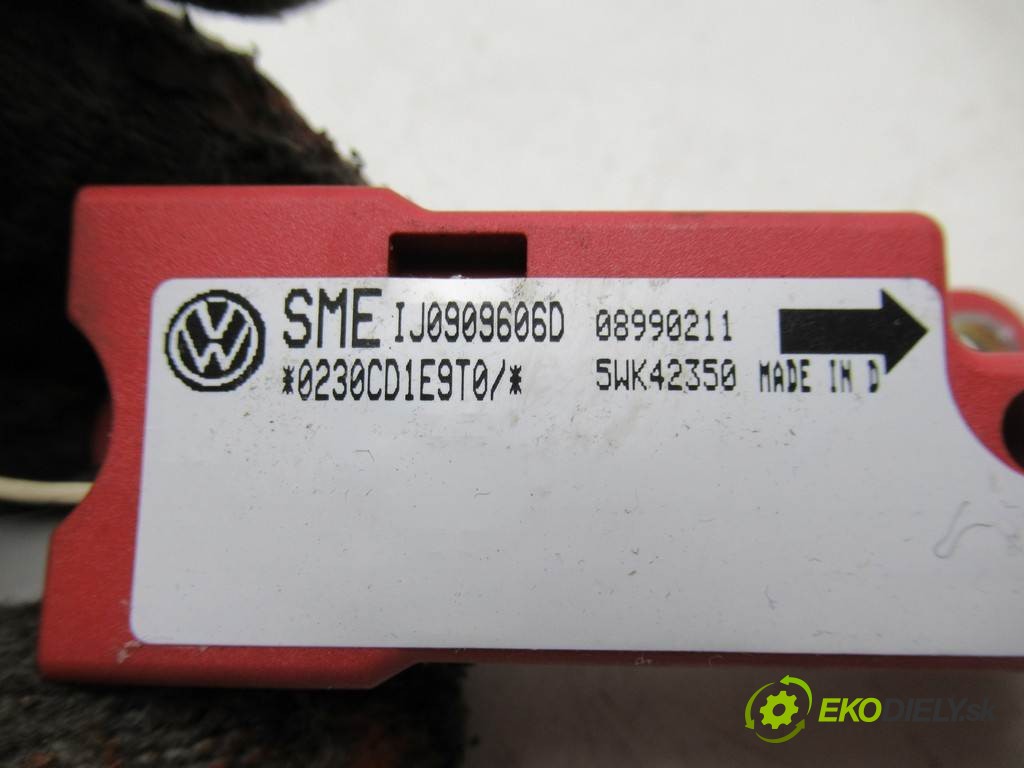 SME IJ0909606D 08990211
*0230CD1E9T0/* 5WK42350 MADE IN D
EKODIELY.sk